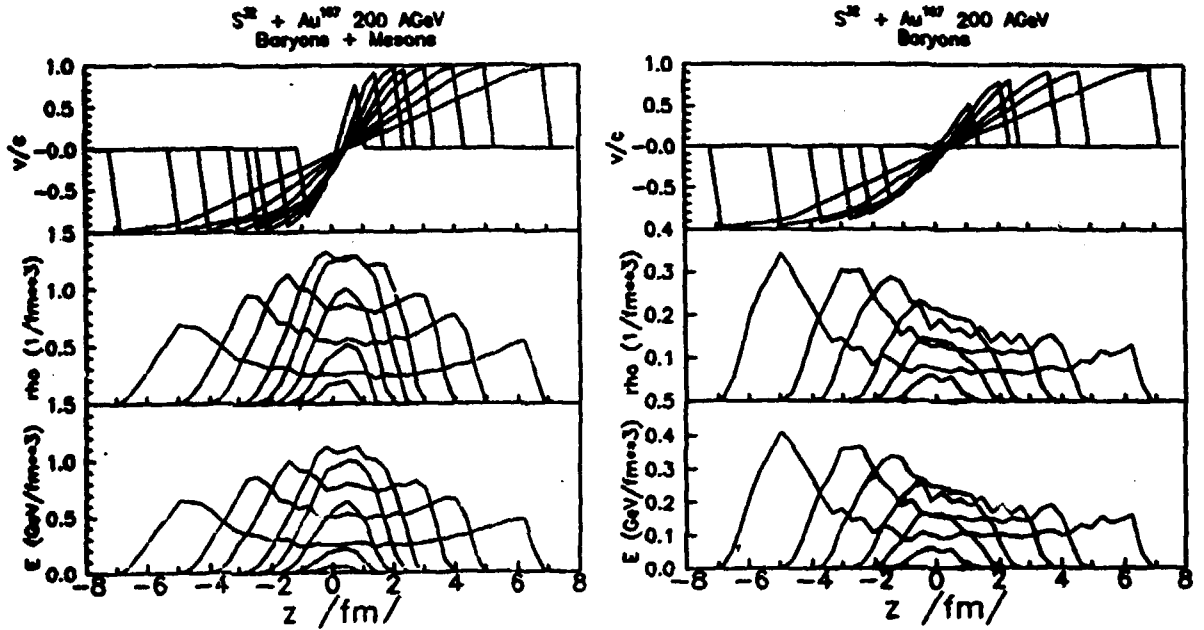 S³² + Au¹⁹⁷ 200 AGeV
Baryons + Mesons
1.0
0.5
-0.0
-0.5
v/c
1.5
1.0
0.5
rho (1/fm**3)
1.5
1.0
0.5
0.0
E (GeV/fm**3)
-8 -6 -4 -2 0 2 4 6 8
z /fm/
S³² + Au¹⁹⁷ 200 AGeV
Baryons
1.0
0.5
-0.0
-0.5
v/c
0.4
0.3
0.2
0.1
rho (1/fm**3)
0.5
0.4
0.3
0.2
0.1
0.0
E (GeV/fm**3)
-8 -6 -4 -2 0 2 4 6 8
z /fm/